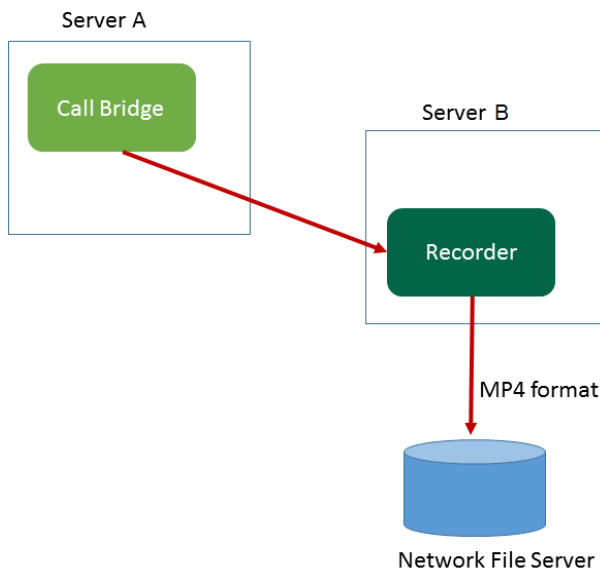 Server A
Call Bridge
Server B
Recorder
MP4 format
Network File Server